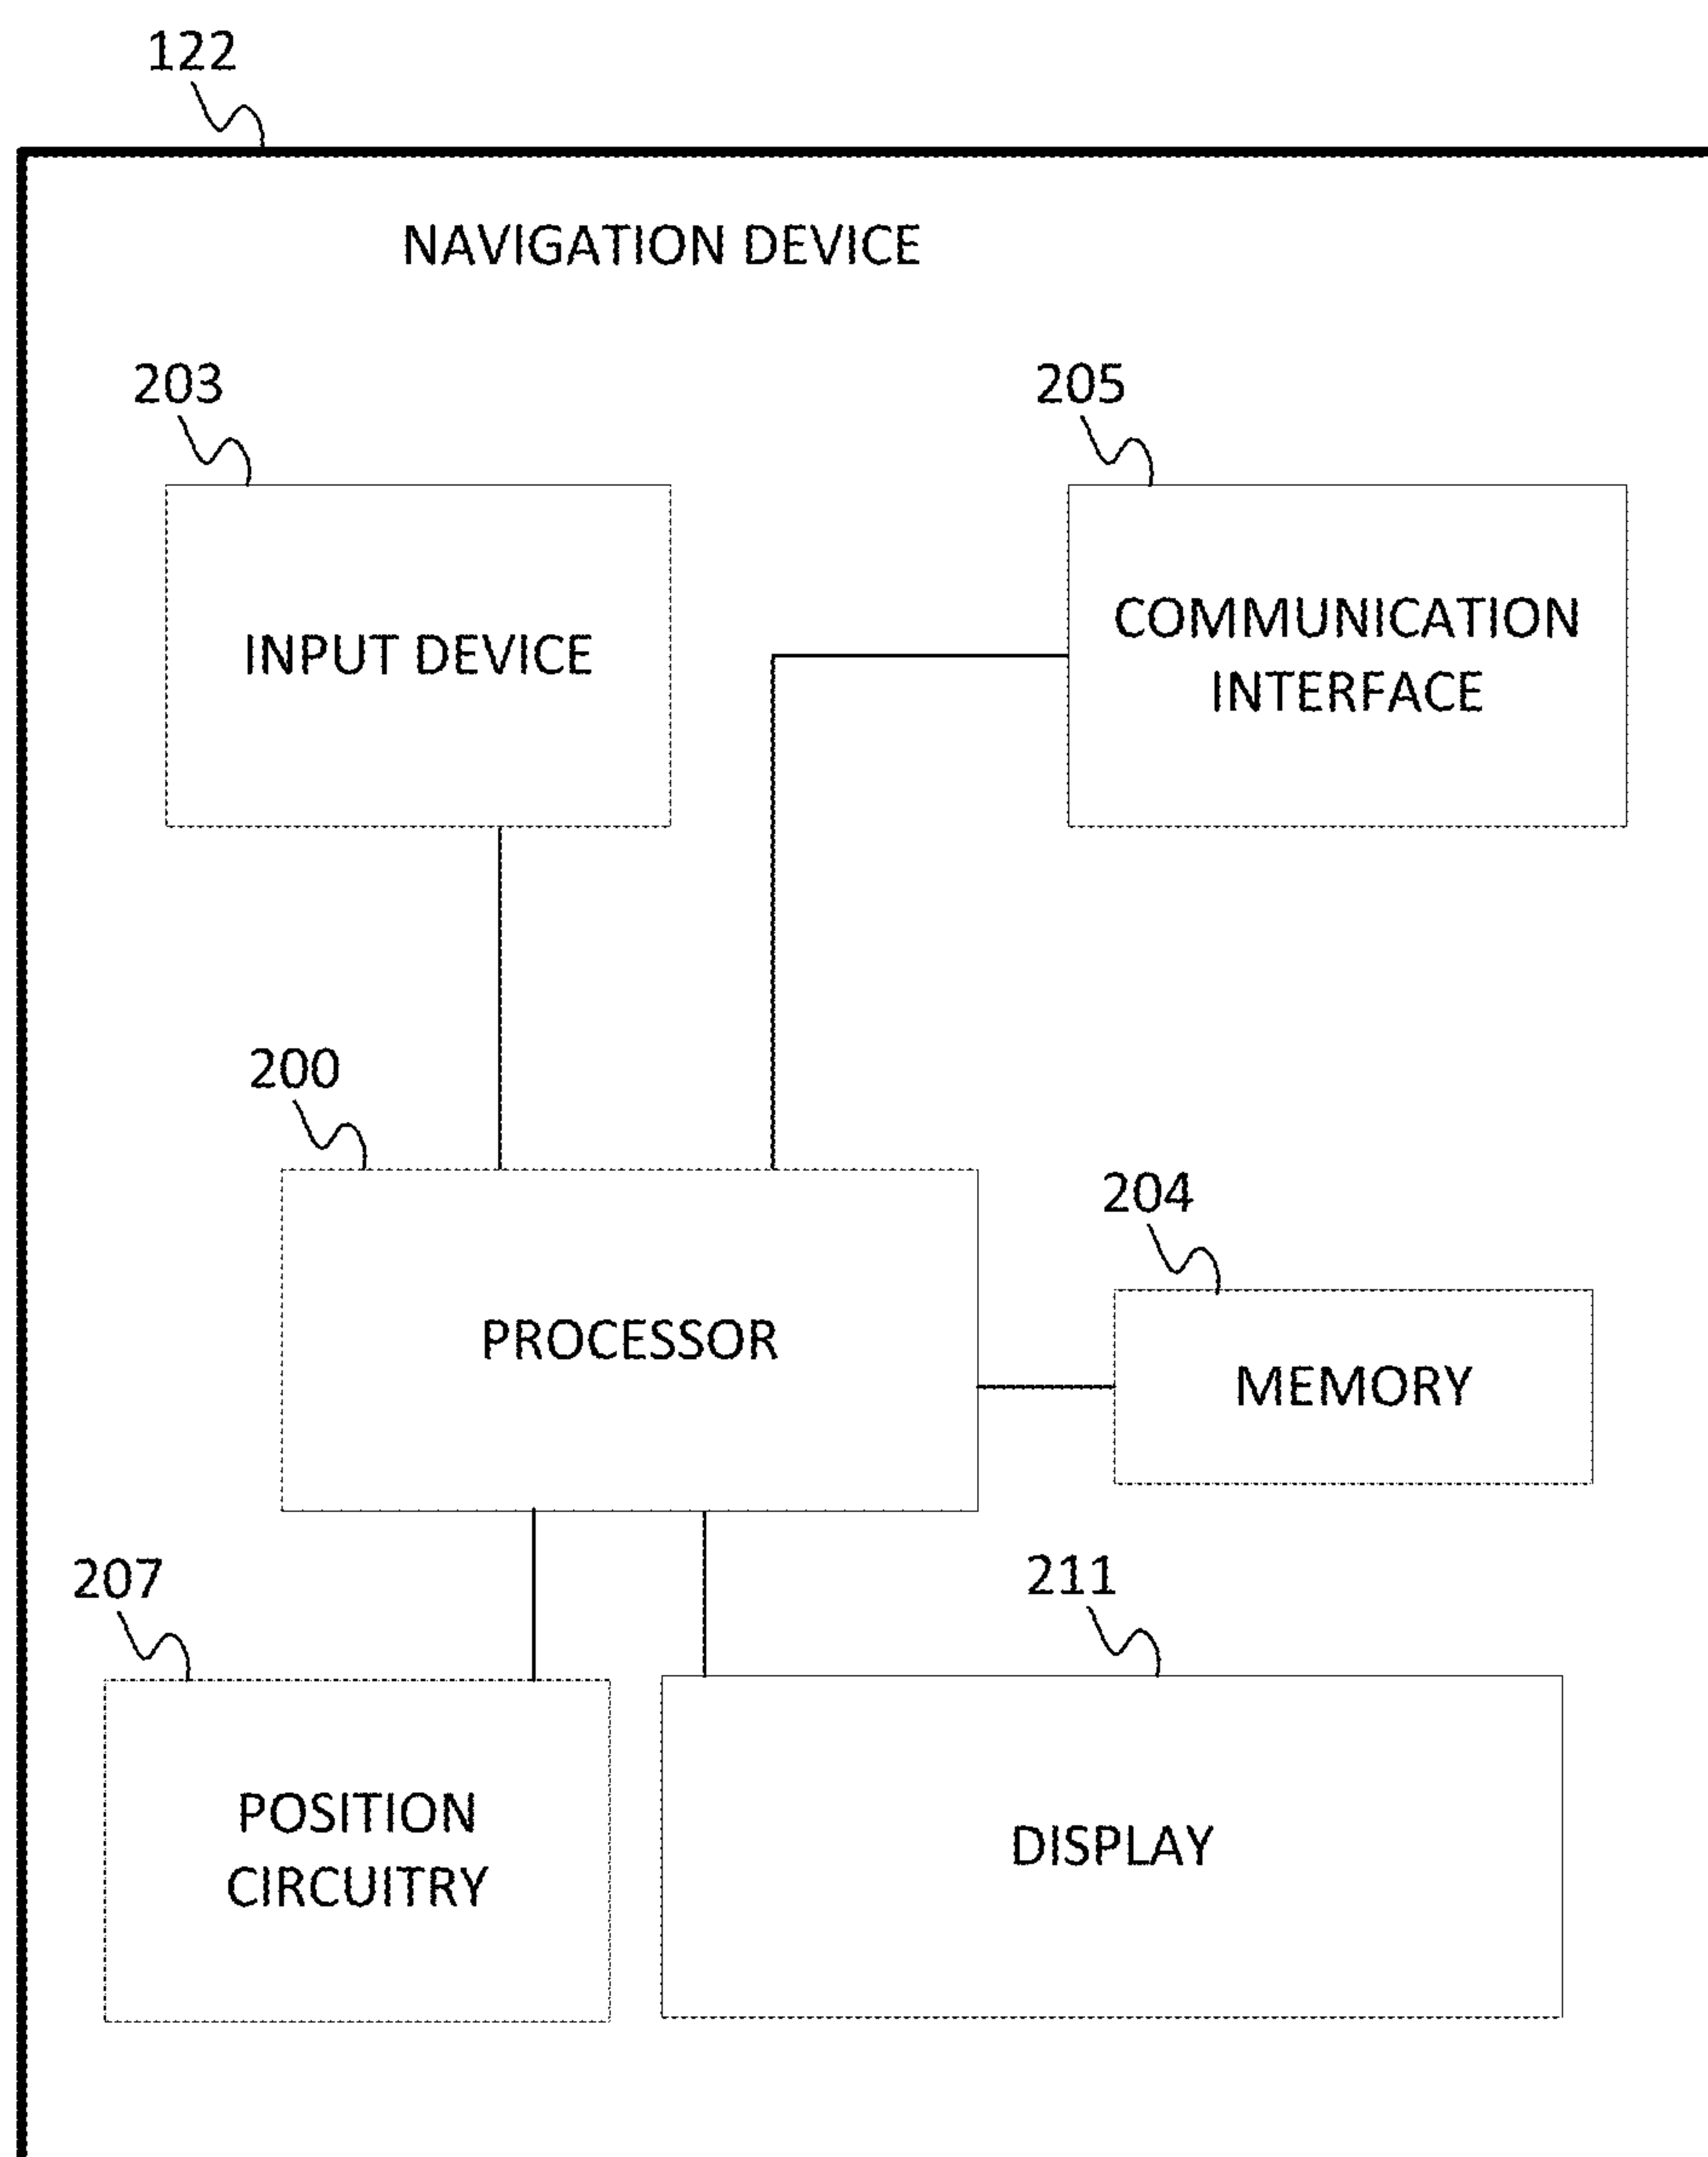 122
NAVIGATION DEVICE
203
205
INPUT DEVICE
COMMUNICATION
INTERFACE
200
204
PROCESSOR
MEMORY
207
211
POSITION
CIRCUITRY
DISPLAY